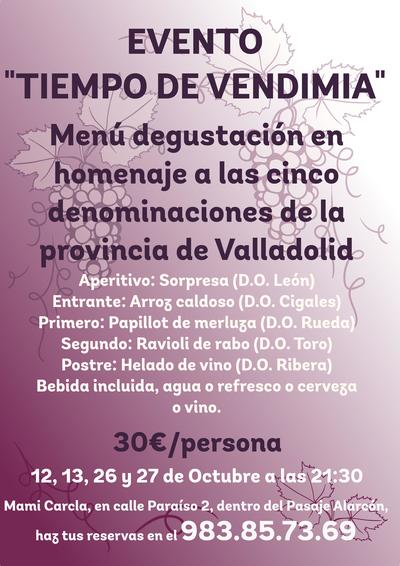 EVENTO
"TIEMPO DE VENDIMIA"
Menú degustación en
homenaje a las cinco
denominaciones de la
provincia de Valladolid
Aperitivo: Sorpresa (D.O. León)
Entrante: Arroz caldoso (D.O. Cigales)
Primero: Papillot de merluza (D.O. Rueda)
Segundo: Ravioli de rabo (D.O. Toro)
Postre: Helado de vino (D.O. Ribera)
Bebida incluida, agua o refresco o cerveza
o vino.
30€/persona
12, 13, 26 y 27 de Octubre a las 21:30
Mami Carcla, en calle Paraíso 2, dentro del Pasaje Alarcón,
haz tus reservas en el 983.85.73.69